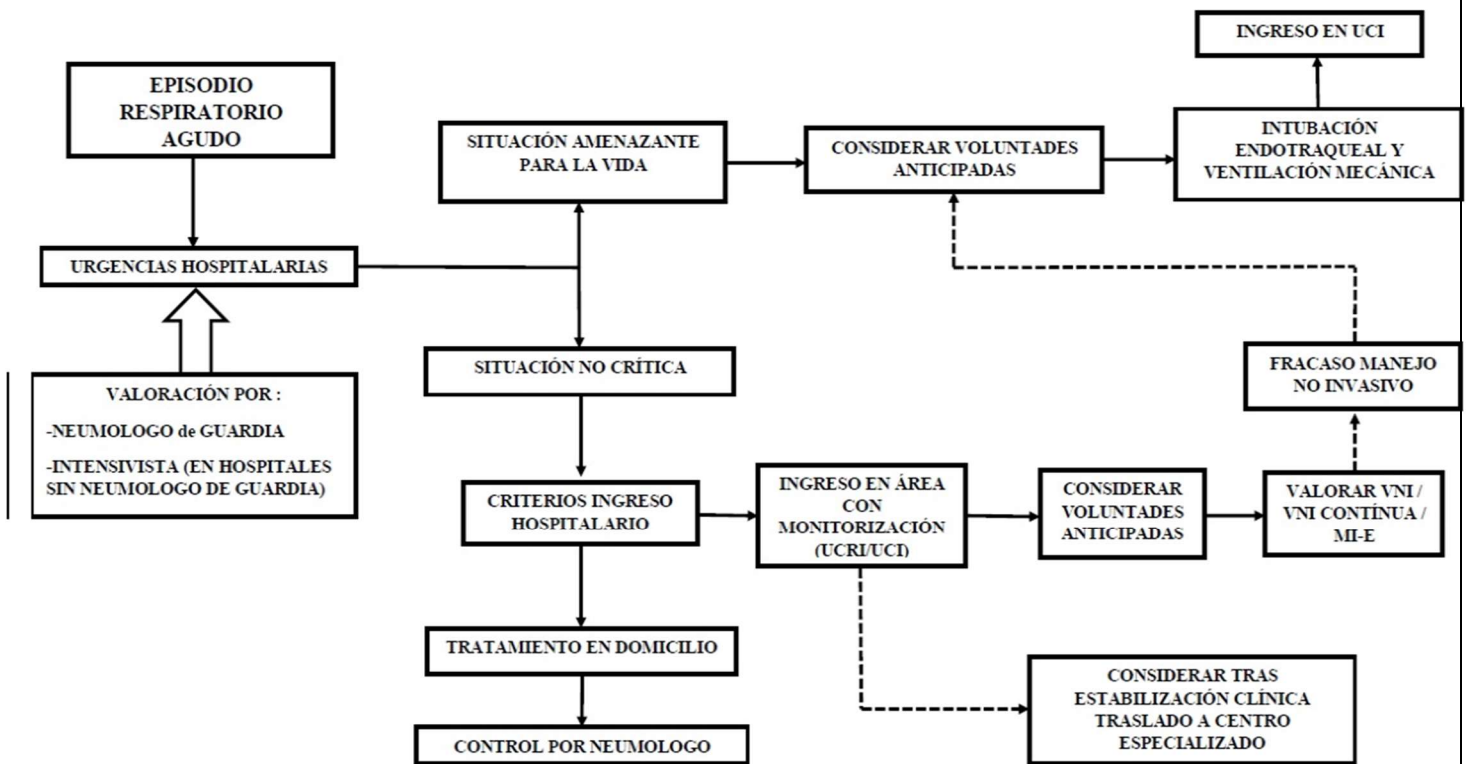 EPISODIO
RESPIRATORIO
AGUDO
URGENCIAS HOSPITALARIAS
VALORACIÓN POR :
-NEUMOLOGO de GUARDIA
-INTENSIVISTA (EN HOSPITALES
SIN NEUMOLOGO DE GUARDIA)
SITUACIÓN AMENAZANTE
PARA LA VIDA
CONSIDERAR VOLUNTADES
ANTICIPADAS
INTUBACIÓN
ENDOTRAQUEAL Y
VENTILACIÓN MECÁNICA
INGRESO EN UCI
SITUACIÓN NO CRÍTICA
CRITERIOS INGRESO
HOSPITALARIO
INGRESO EN ÁREA
CON
MONITORIZACIÓN
(UCRI/UCI)
CONSIDERAR
VOLUNTADES
ANTICIPADAS
VALORAR VNI /
VNI CONTÍNUA /
MI-E
FRACASO MANEJO
NO INVASIVO
TRATAMIENTO EN DOMICILIO
CONTROL POR NEUMOLOGO
CONSIDERAR TRAS
ESTABILIZACIÓN CLÍNICA
TRASLADO A CENTRO
ESPECIALIZADO